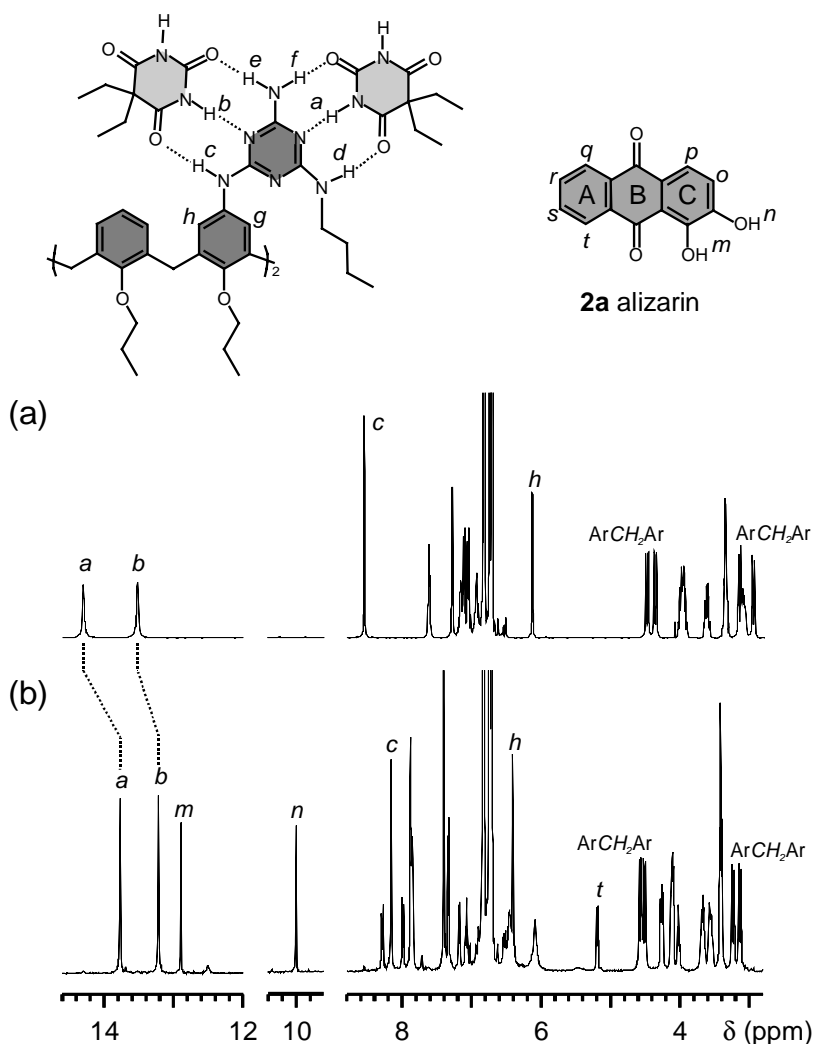 H
O
N
O
O
H
O
H
N
O
e
f
H
H
N
H
b
N
a
H
N
O
N
N
O
c
H
d
H
N
N
N
h
g
2
O
O
O
q
p
r
o
A
B
C
s
n
t
OH
O
OH
m
2a alizarin
(a)
c
h
ArCH2Ar
ArCH2Ar
a
b
(b)
a
b
m
n
c
h
ArCH2Ar
ArCH2Ar
t
14
12
10
8
6
4
δ (ppm)